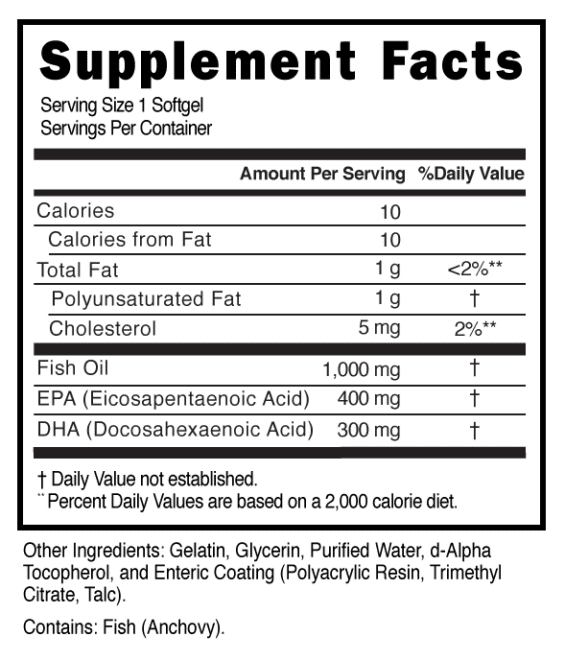 Supplement Facts
Serving Size 1 Softgel
Servings Per Container
Amount Per Serving %Daily Value
Calories 10
Calories from Fat 10
Total Fat 1 g <2%**
Polyunsaturated Fat 1 g †
Cholesterol 5 mg 2%**
Fish Oil 1,000 mg †
EPA (Eicosapentaenoic Acid) 400 mg †
DHA (Docosahexaenoic Acid) 300 mg †
† Daily Value not established.
** Percent Daily Values are based on a 2,000 calorie diet.
Other Ingredients: Gelatin, Glycerin, Purified Water, d-Alpha
Tocopherol, and Enteric Coating (Polyacrylic Resin, Trimethyl
Citrate, Talc).
Contains: Fish (Anchovy).